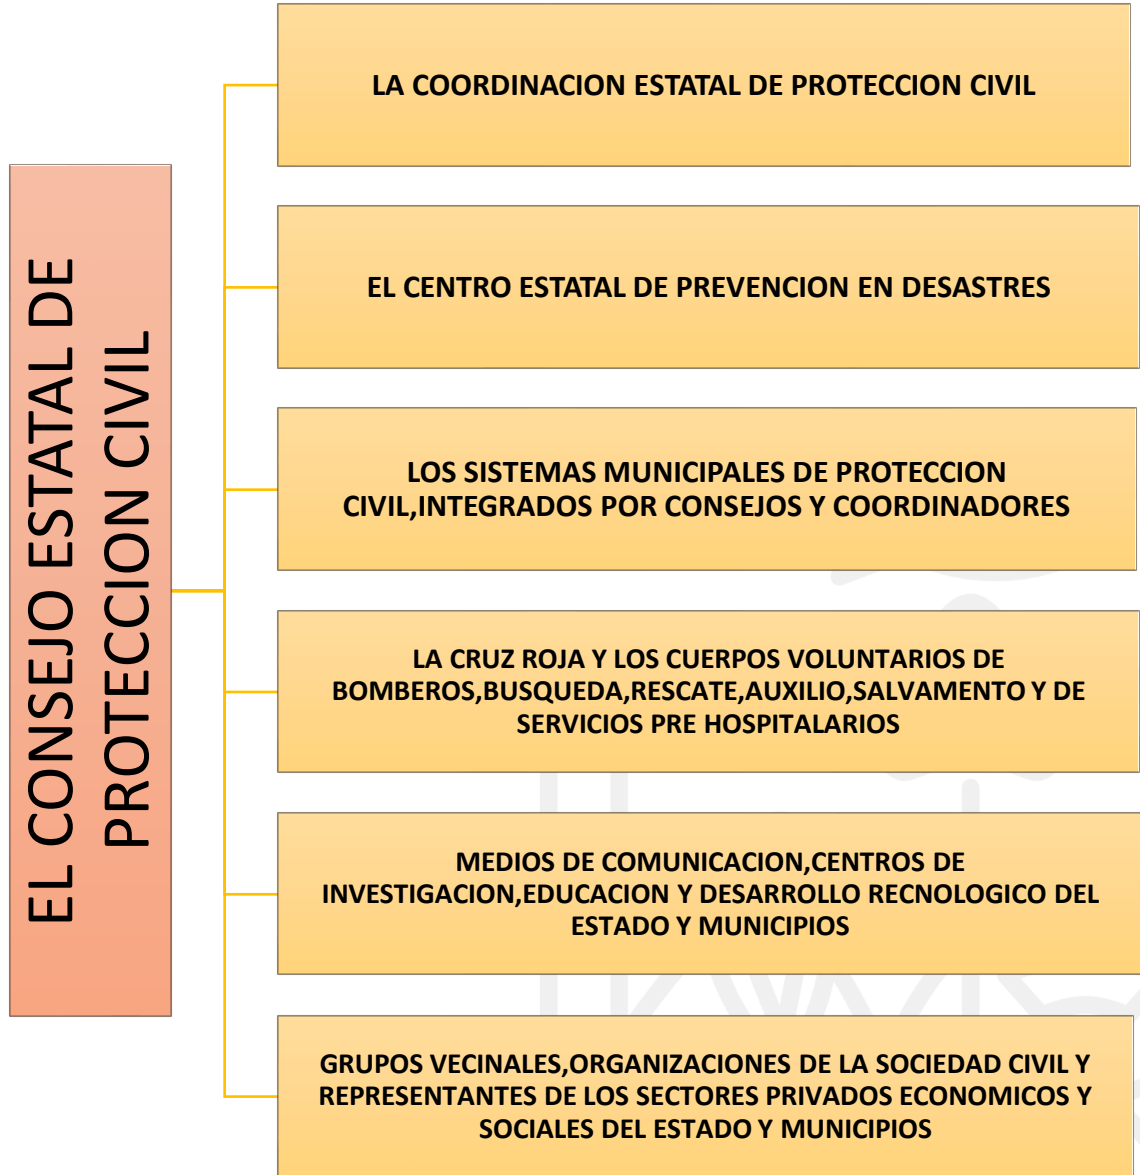 EL CONSEJO ESTATAL DE
PROTECCION CIVIL
LA COORDINACION ESTATAL DE PROTECCION CIVIL
EL CENTRO ESTATAL DE PREVENCION EN DESASTRES
LOS SISTEMAS MUNICIPALES DE PROTECCION
CIVIL,INTEGRADOS POR CONSEJOS Y COORDINADORES
LA CRUZ ROJA Y LOS CUERPOS VOLUNTARIOS DE
BOMBEROS,BUSQUEDA,RESCATE,AUXILIO,SALVAMENTO Y DE
SERVICIOS PRE HOSPITALARIOS
MEDIOS DE COMUNICACION,CENTROS DE
INVESTIGACION,EDUCACION Y DESARROLLO RECNOLOGICO DEL
ESTADO Y MUNICIPIOS
GRUPOS VECINALES,ORGANIZACIONES DE LA SOCIEDAD CIVIL Y
REPRESENTANTES DE LOS SECTORES PRIVADOS ECONOMICOS Y
SOCIALES DEL ESTADO Y MUNICIPIOS